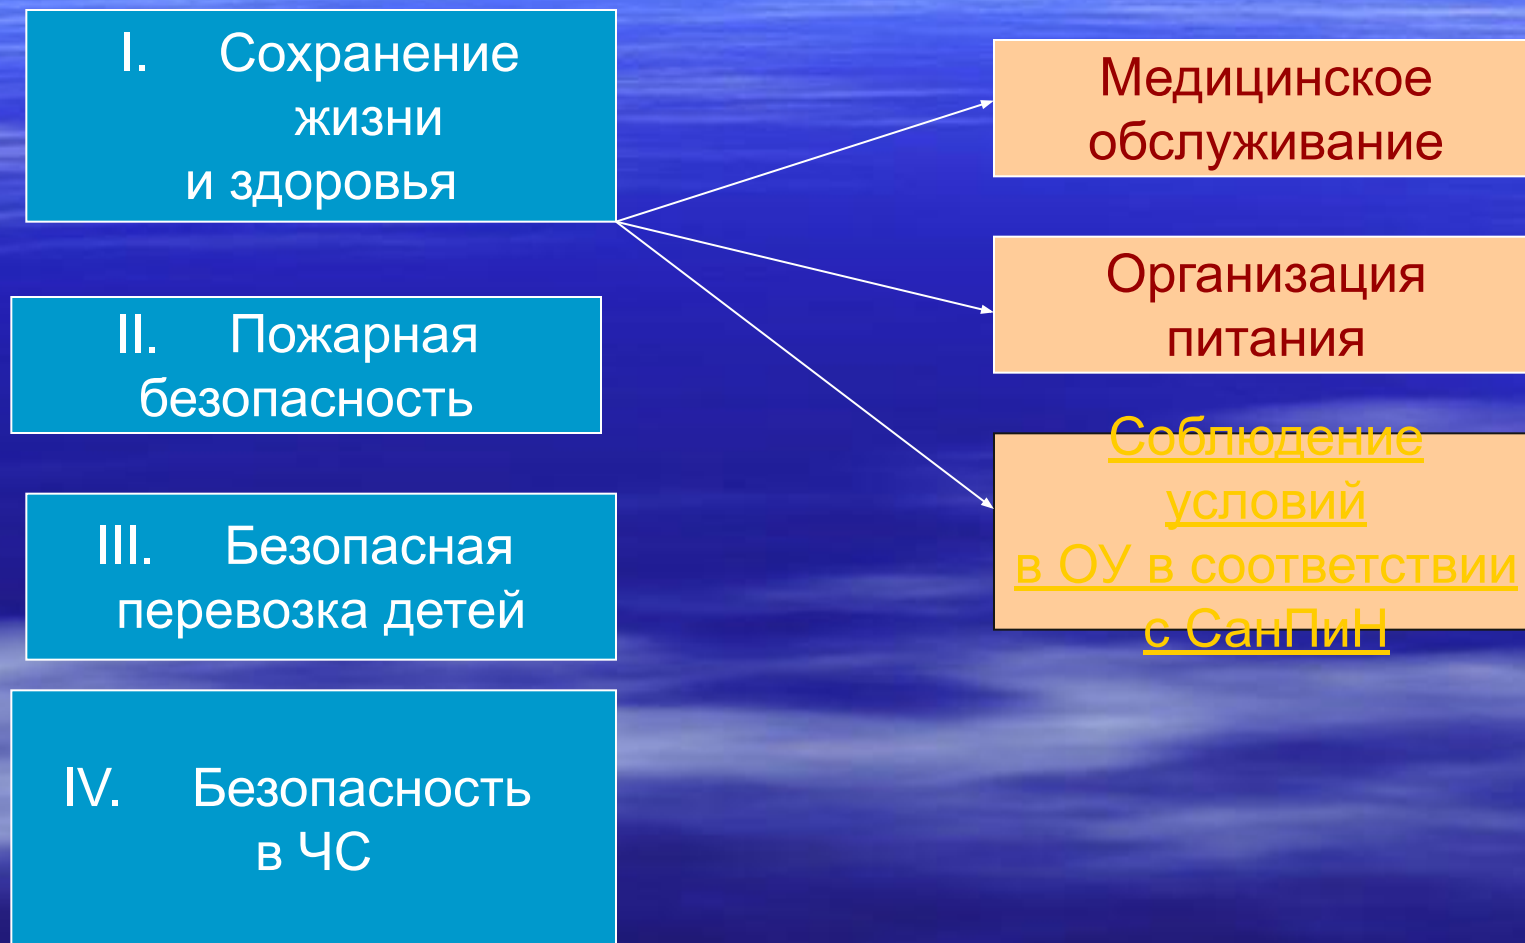 I. Сохранение
жизни
и здоровья
II. Пожарная
безопасность
III. Безопасная
перевозка детей
IV. Безопасность
в ЧС
Медицинское
обслуживание
Организация
питания
Соблюдение
условий
в ОУ в соответствии
с СанПиН